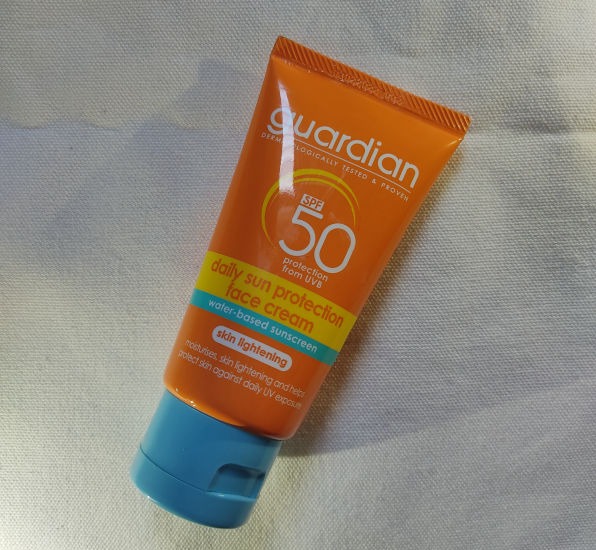 guardian
DERMATOLOGICALLY TESTED & PROVEN
SPF
50
protection
from UVB
daily sun protection
face cream
water-based sunscreen
skin lightening
moisturises, skin lightening and helps
protect skin against daily UV exposure